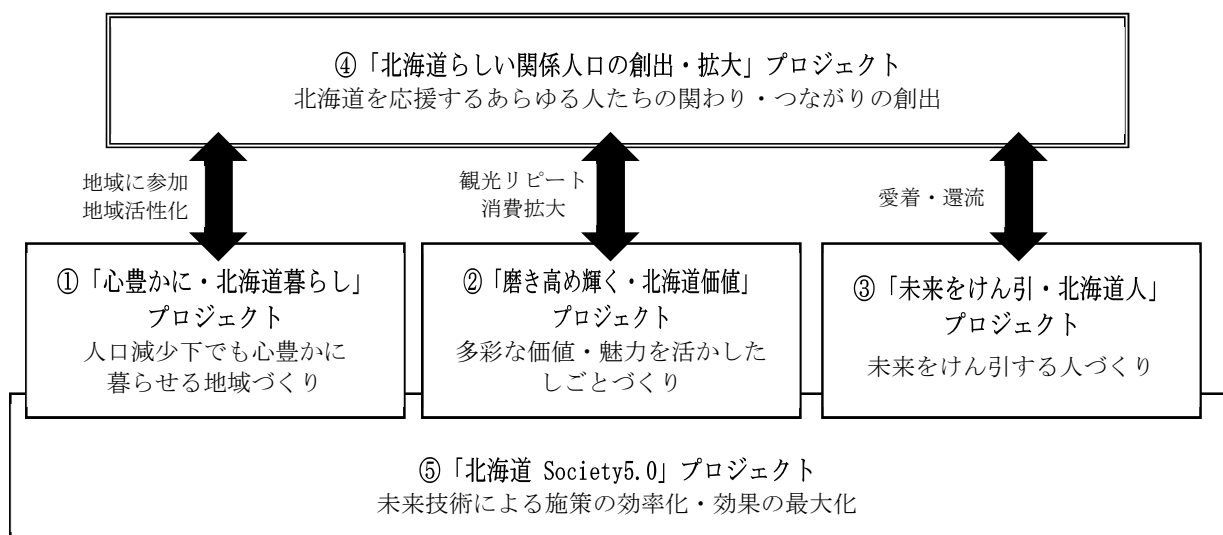 ④「北海道らしい関係人口の創出・拡大」プロジェクト
北海道を応援するあらゆる人たちの関わり・つながりの創出
地域に参加
地域活性化
観光リピート
消費拡大
愛着・還流
①「心豊かに・北海道暮らし」
プロジェクト
人口減少下でも心豊かに
暮らせる地域づくり
②「磨き高め輝く・北海道価値」
プロジェクト
多彩な価値・魅力を活かした
しごとづくり
③「未来をけん引・北海道人」
プロジェクト
未来をけん引する人づくり
⑤「北海道 Society5.0」プロジェクト
未来技術による施策の効率化・効果の最大化